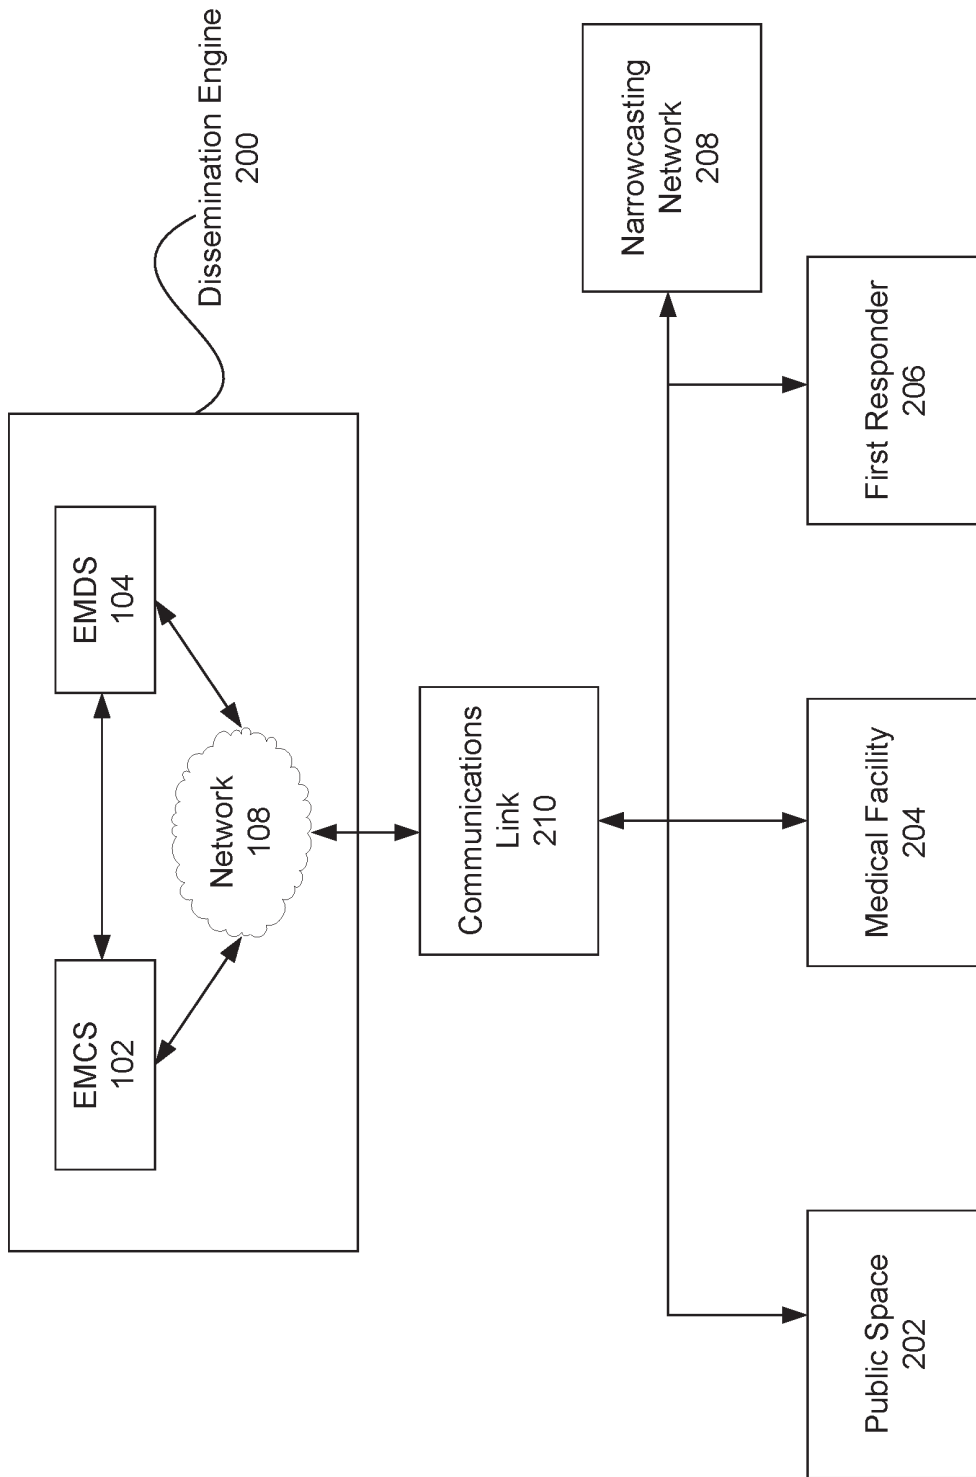 Dissemination Engine
200
EMCS
102
EMDS
104
Network
108
Communications
Link
210
Narrowcasting
Network
208
Public Space
202
Medical Facility
204
First Responder
206